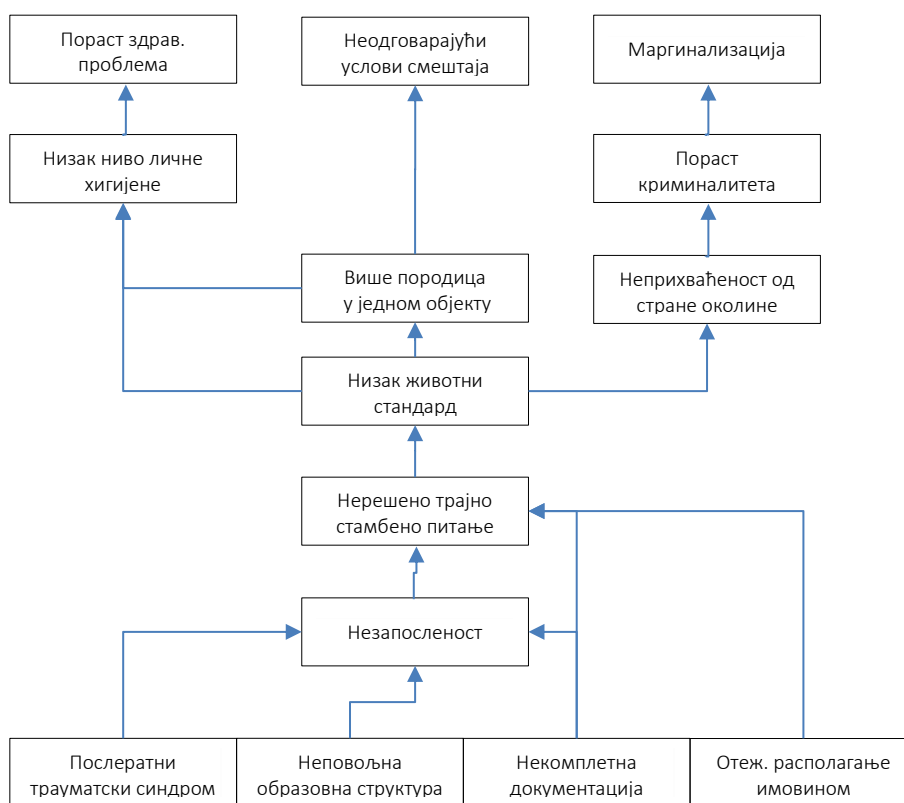 Пораст здрав.
проблема
Неодговарајући
услови смештаја
Маргинализација
Низак ниво личне
хигијене
Пораст
криминалитета
Више породица
у једном објекту
Неприхваћеност од
стране околине
Низак животни
стандард
Нерешено трајно
стамбено питање
Незапосленост
Послератни
трауматски синдром
Неповољна
образовна структура
Некомплетна
документација
Отеж. располагање
имовином